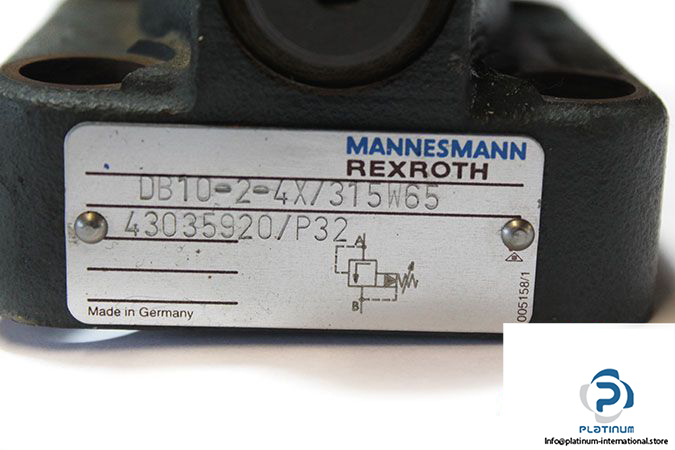 MANNESMANN
REXROTH
DB10-2-4X/315W65
43035920/P32
A
B
Made in Germany
005158/1
P
PLATINUM
Info@platinum-international.store